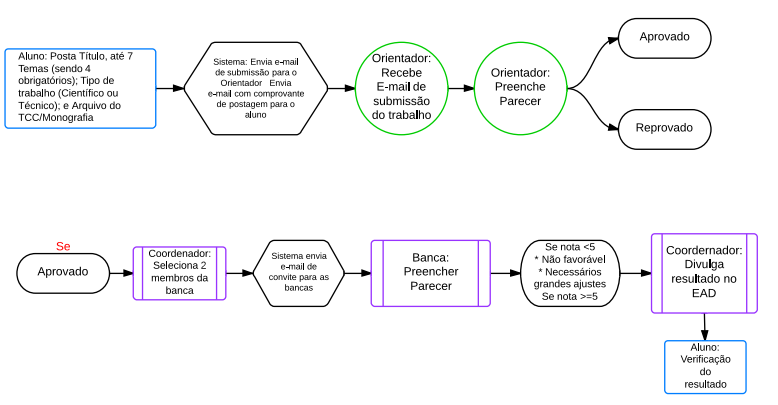 Aluno: Posta Título, até 7
Temas (sendo 4
obrigatórios); Tipo de
trabalho (Científico ou
Técnico); e Arquivo do
TCC/Monografia
Sistema: Envia e-mail
de submissão para o
Orientador   Envia
e-mail com comprovante
de postagem para o
aluno
Orientador:
Recebe
E-mail de
submissão
do trabalho
Orientador:
Preenche
Parecer
Aprovado
Reprovado
Se
Aprovado
Coordenador:
Seleciona 2
membros da
banca
Sistema envia
e-mail de
convite para as
bancas
Banca:
Preencher
Parecer
Se nota <5
* Não favorável
* Necessários
grandes ajustes
Se nota >=5
Coordernador:
Divulga
resultado no
EAD
Aluno:
Verificação
do
resultado